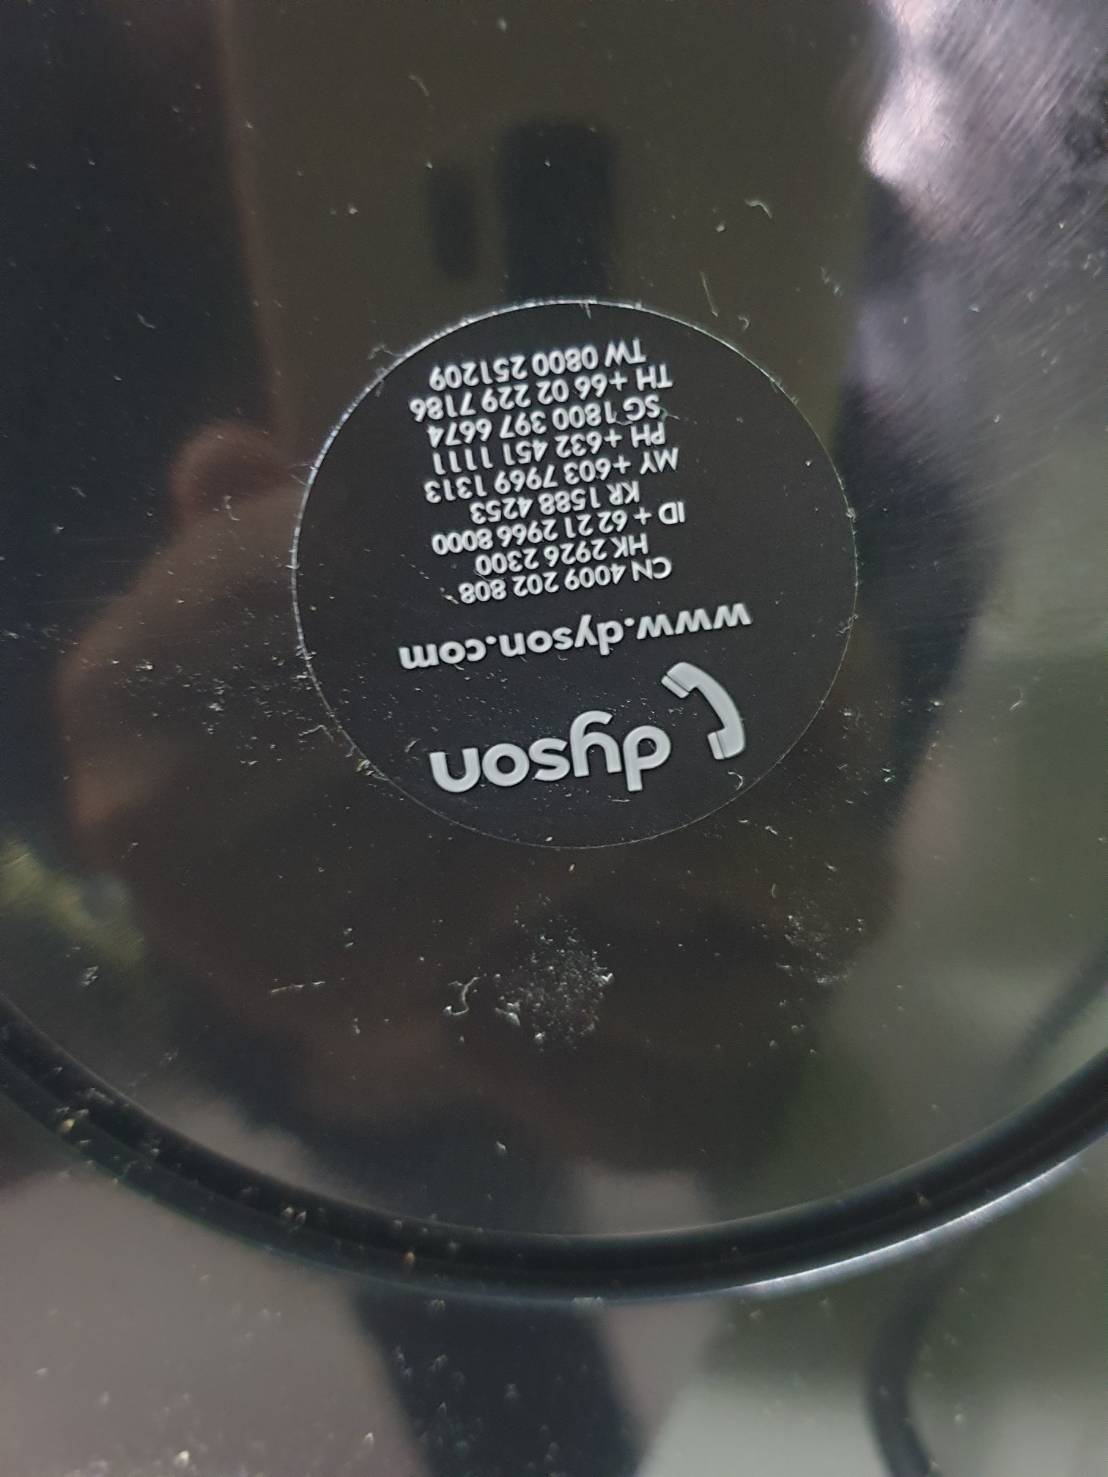 dyson
www.dyson.com
CN 4009 202 808
HK 2926 2300
ID + 62 21 2966 8000
KR 1588 4253
MY +603 7969 1313
PH +632 451 1111
SG 1800 397 6674
TH + 66 02 229 7186
TW 0800 251209